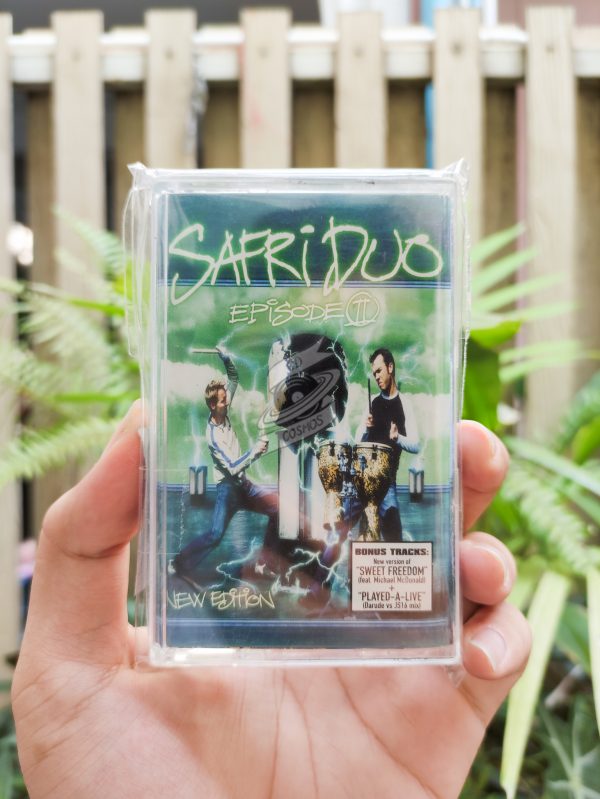 SAFRi DUO
EPiSODE II
COSMOS
NEW EDiTiON
BONUS TRACKS:
New version of
"SWEET FREEDOM"
(feat. Michael McDonald)
+
"PLAYED-A-LIVE"
(Darude vs JS16 mix)